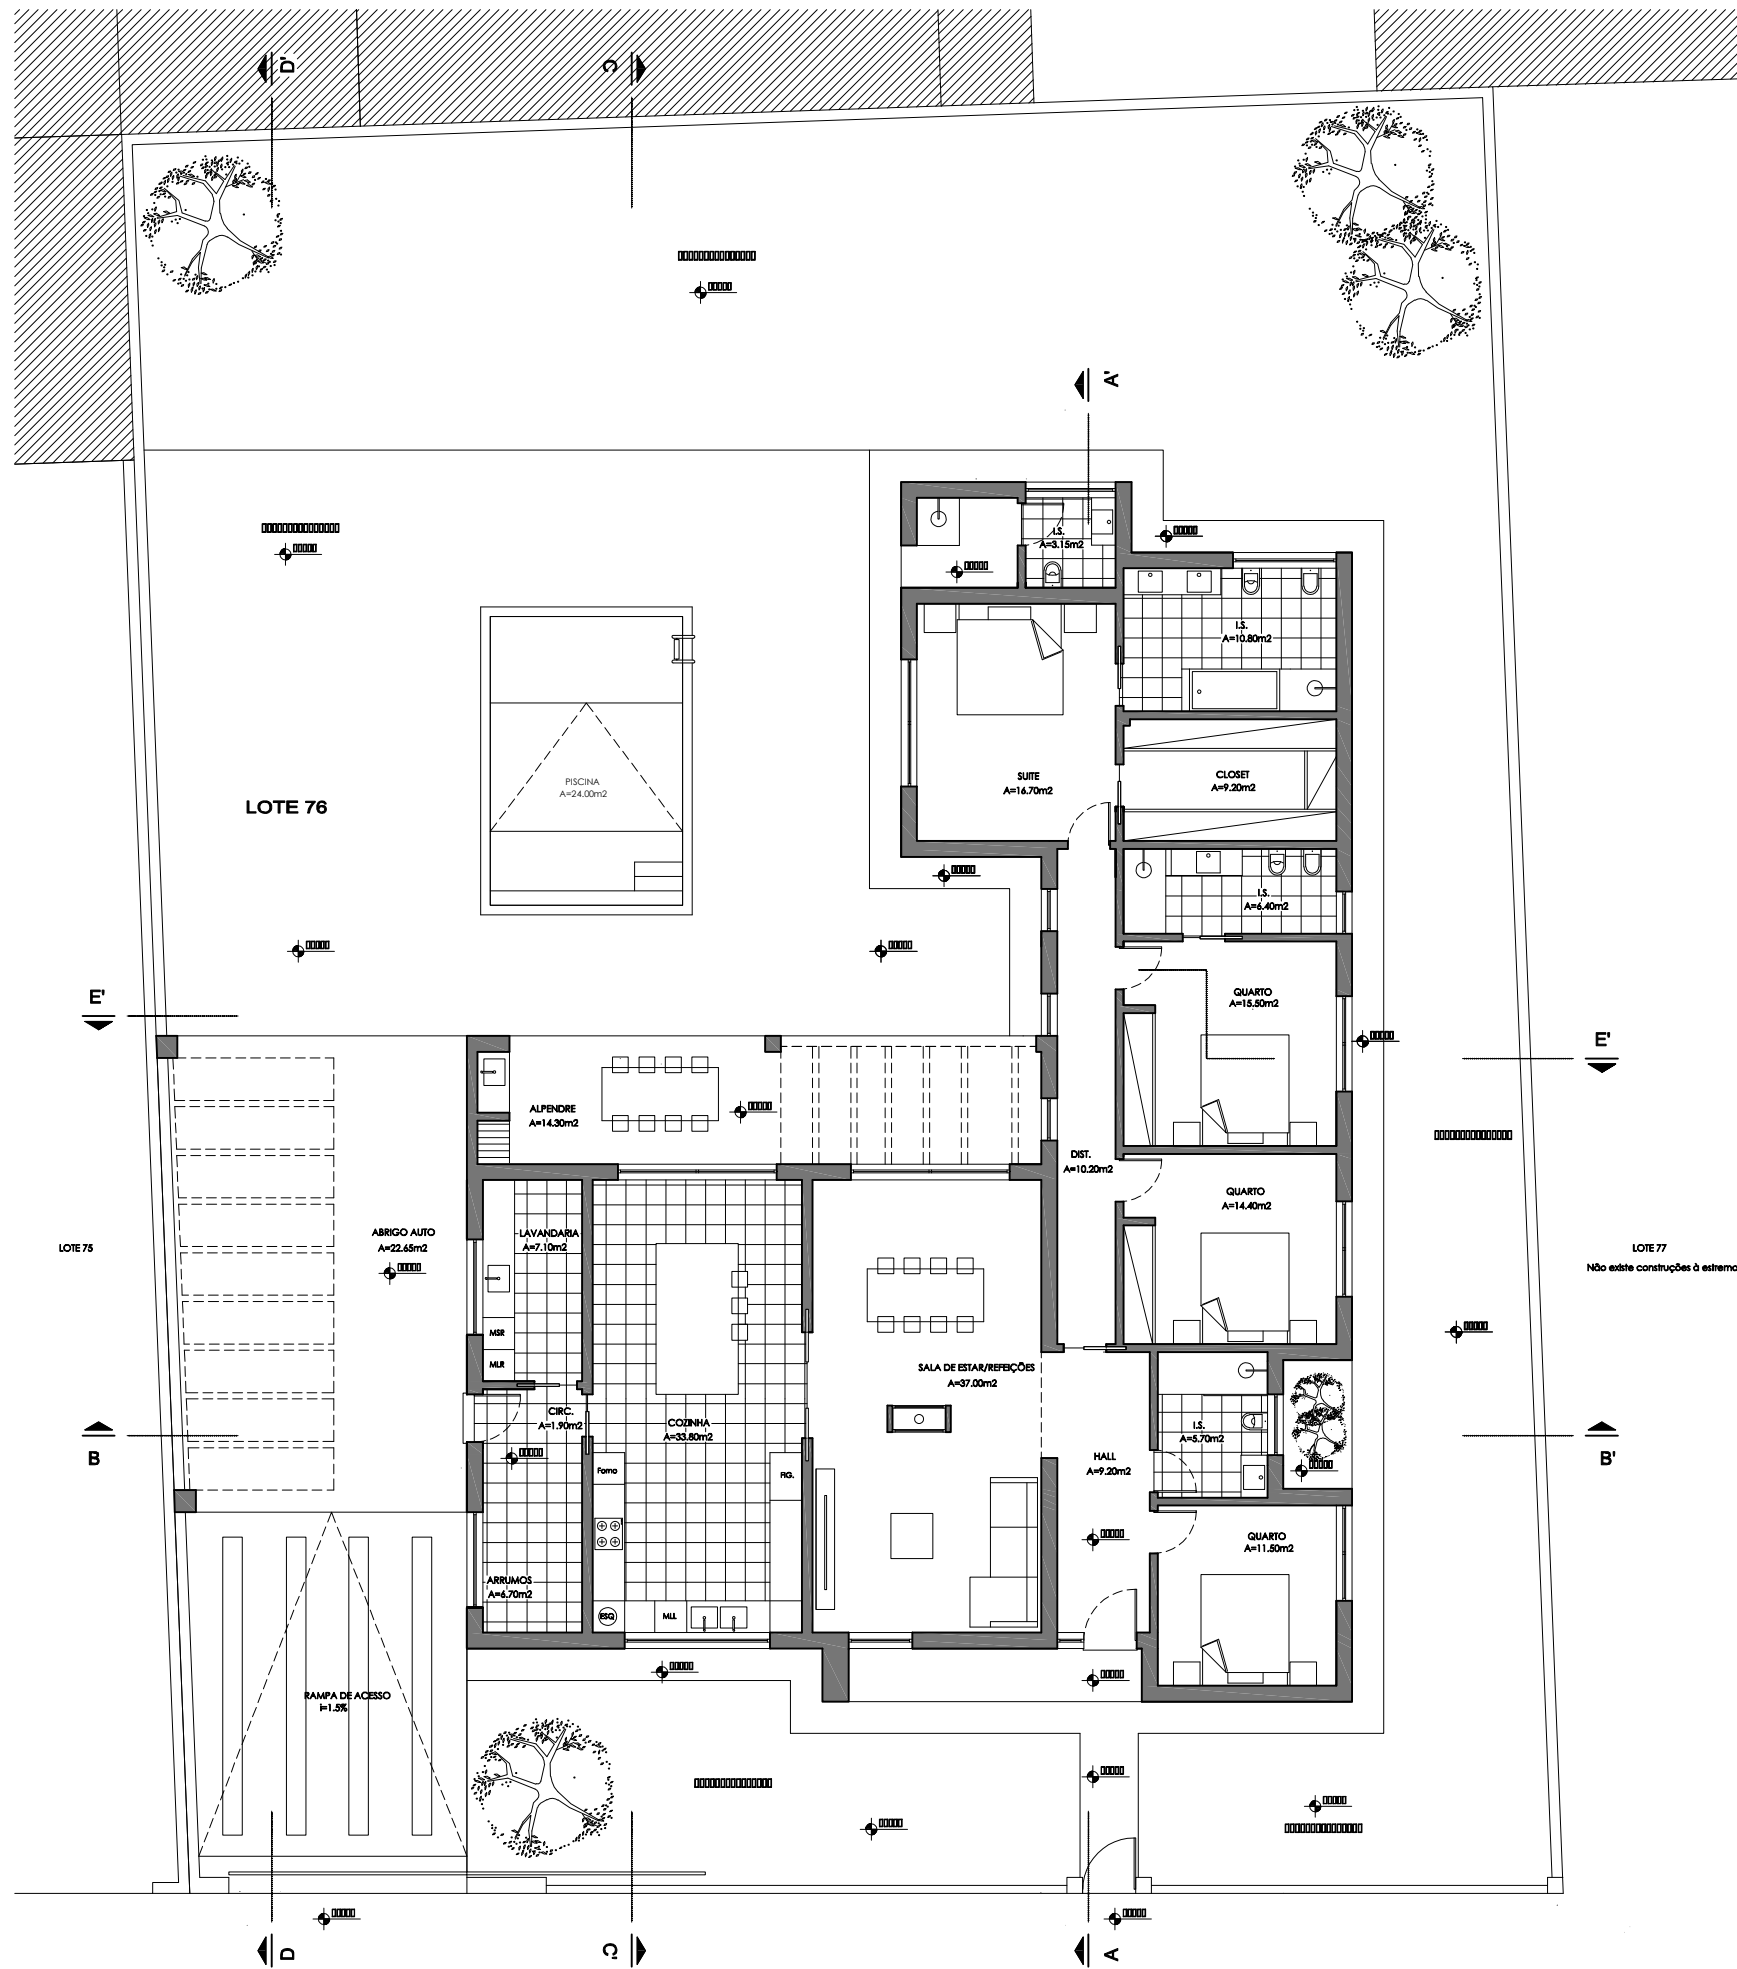 D'
C
A'
I.S.
A=3.15m2
I.S.
A=10.80m2
SUITE
A=16.70m2
CLOSET
A=9.20m2
PISCINA
A=24.00m2
LOTE 76
I.S.
A=6.40m2
E'
QUARTO
A=15.50m2
E'
ALPENDRE
A=14.30m2
DIST.
A=10.20m2
QUARTO
A=14.40m2
LOTE 75
ABRIGO AUTO
A=22.65m2
LAVANDARIA
A=7.10m2
LOTE 77
Não existe construções à estrema
MSR
MLR
SALA DE ESTAR/REFEIÇÕES
A=37.00m2
CIRC.
A=1.90m2
COZINHA
A=33.80m2
I.S.
A=5.70m2
B
B'
HALL
A=9.20m2
Forno
FIG.
QUARTO
A=11.50m2
ARRUMOS
A=6.70m2
ESQ
MLL
RAMPA DE ACESSO
i=1.5%
D
C'
A